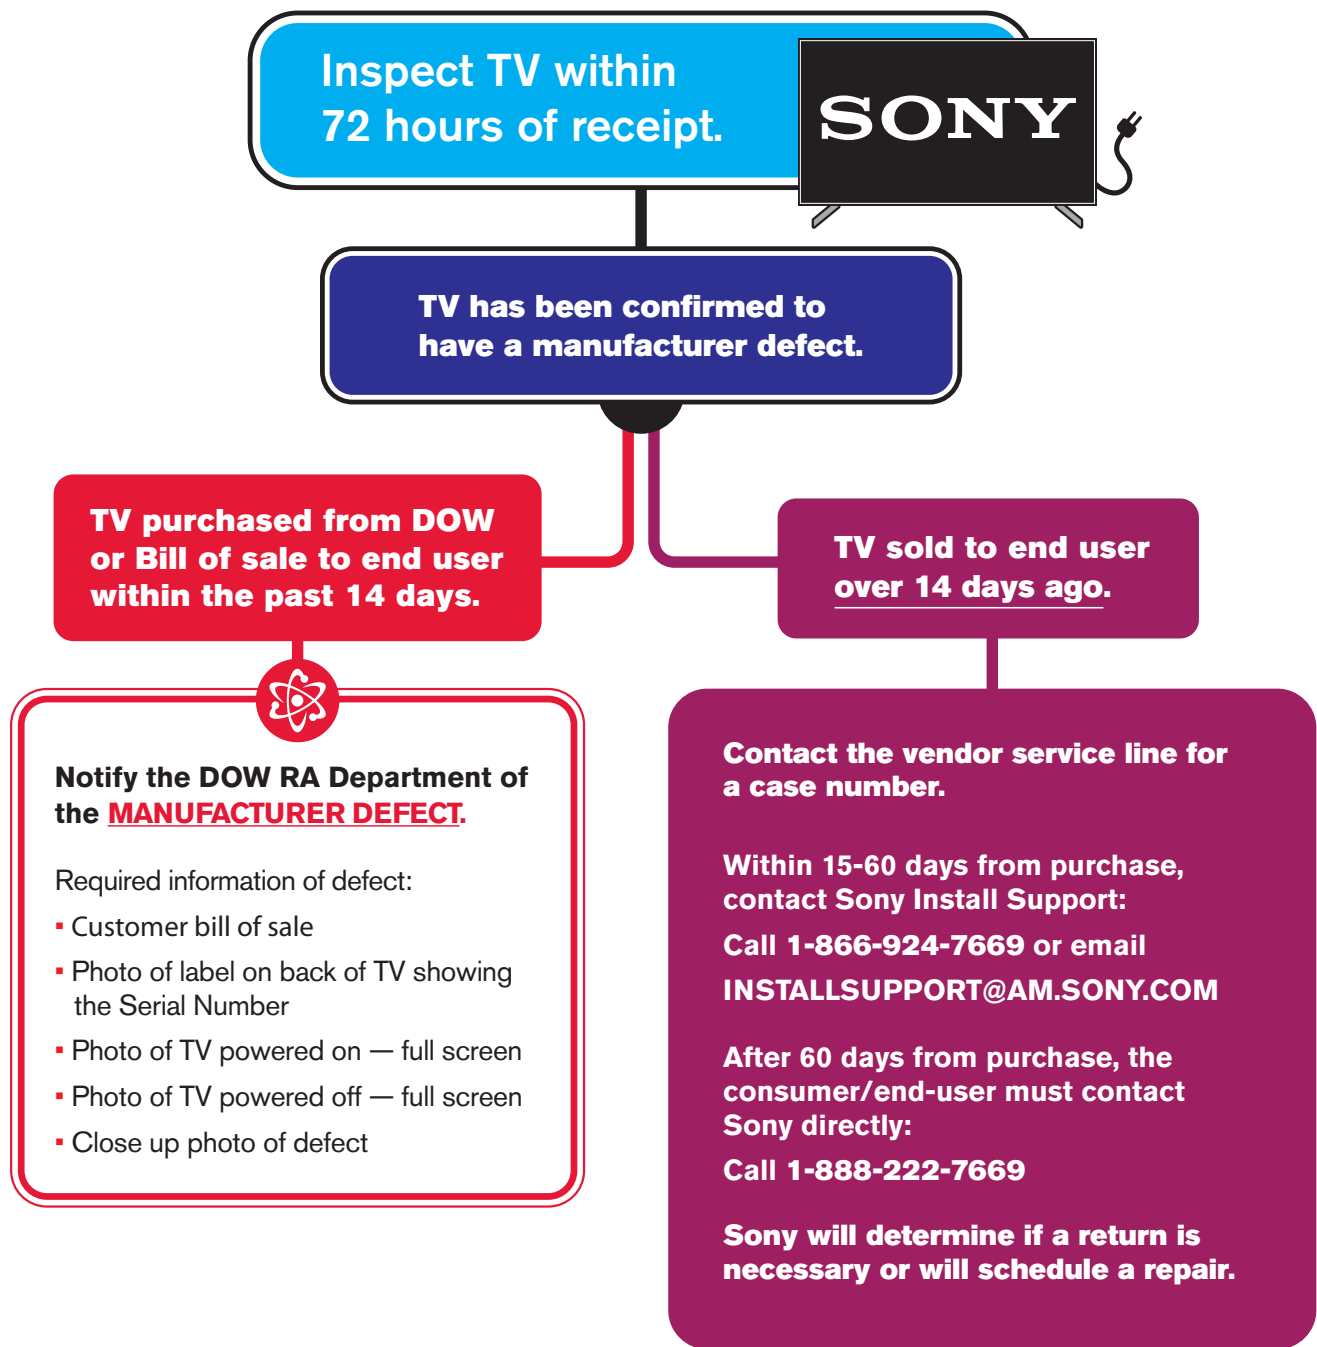 Inspect TV within
72 hours of receipt.
SONY
TV has been confirmed to
have a manufacturer defect.
TV purchased from DOW
or Bill of sale to end user
within the past 14 days.
Notify the DOW RA Department of
the MANUFACTURER DEFECT.
Required information of defect:
▪ Customer bill of sale
▪ Photo of label on back of TV showing
the Serial Number
▪ Photo of TV powered on — full screen
▪ Photo of TV powered off — full screen
▪ Close up photo of defect
TV sold to end user
over 14 days ago.
Contact the vendor service line for
a case number.
Within 15-60 days from purchase,
contact Sony Install Support:
Call 1-866-924-7669 or email
INSTALLSUPPORT@AM.SONY.COM
After 60 days from purchase, the
consumer/end-user must contact
Sony directly:
Call 1-888-222-7669
Sony will determine if a return is
necessary or will schedule a repair.